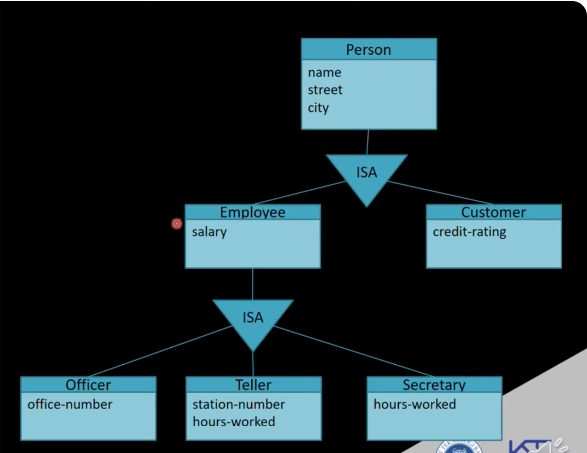 Person
name
street
city
ISA
Employee
salary
Customer
credit-rating
ISA
Officer
office-number
Teller
station-number
hours-worked
Secretary
hours-worked